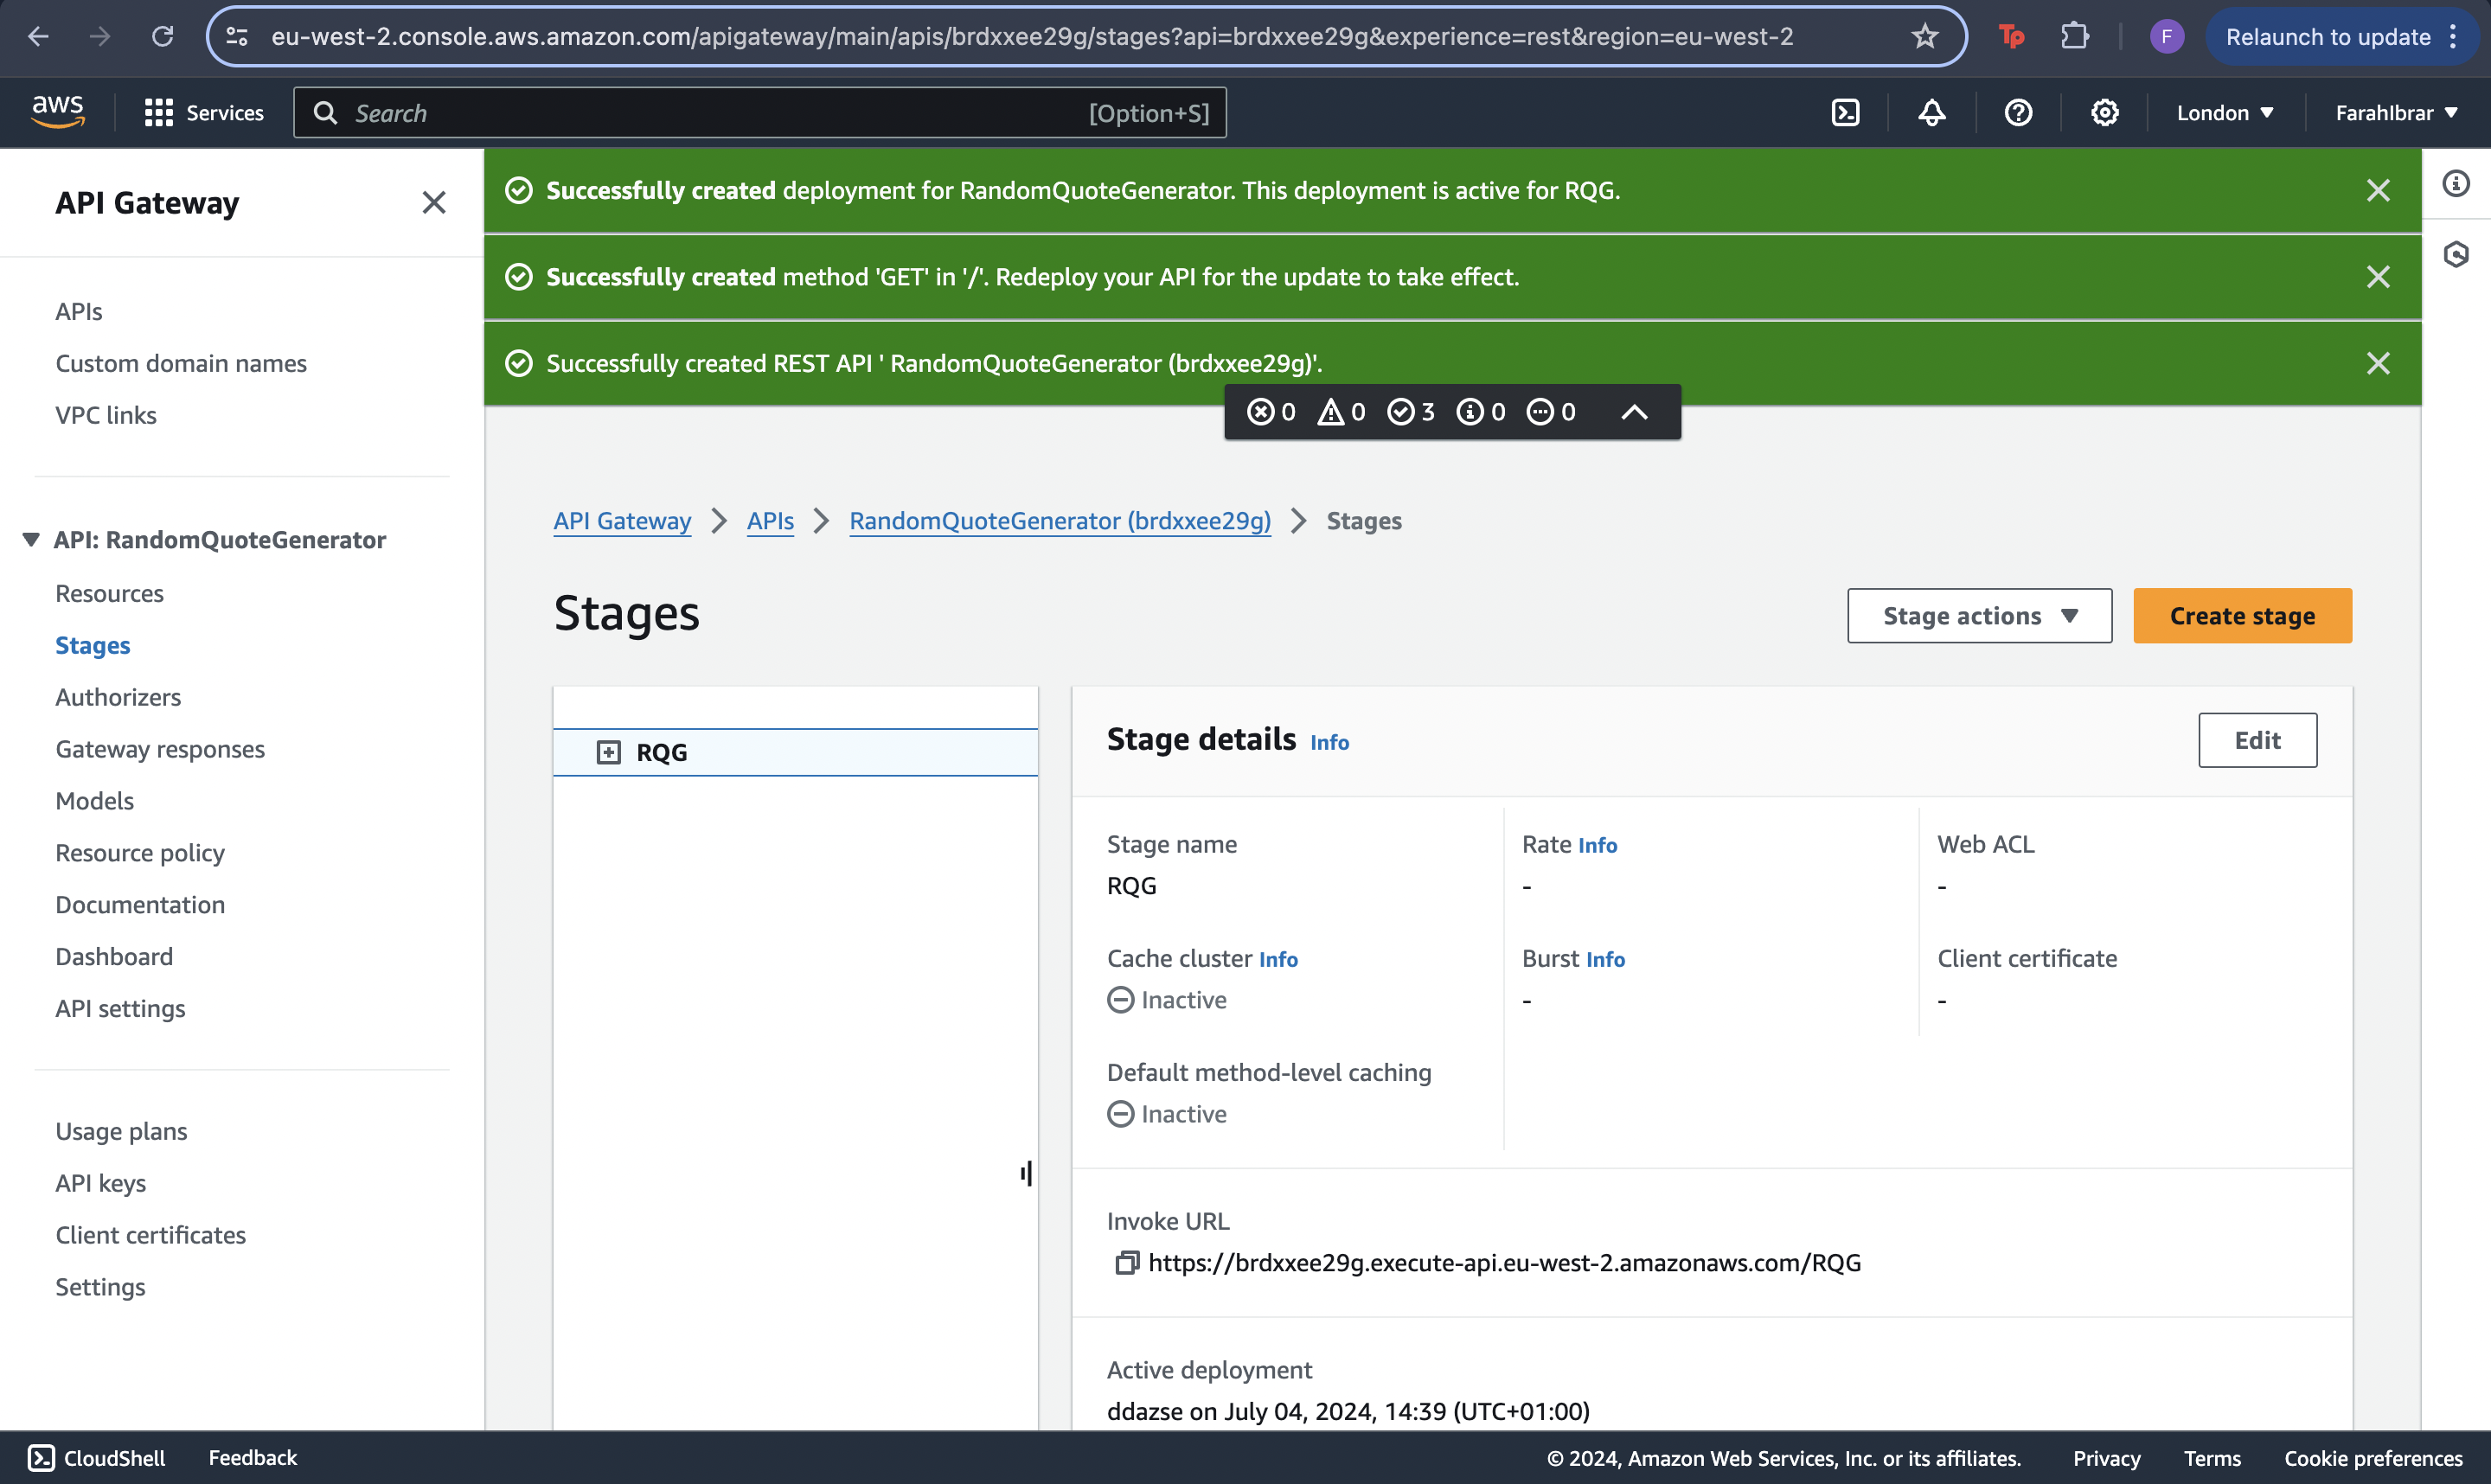 eu-west-2.console.aws.amazon.com/apigateway/main/apis/brdxxee29g/stages?api=brdxxee29g&experience=rest&region=eu-west-2
Tp
F
Relaunch to update
aws
Services
Search
[Option+S]
London
FarahIbrar
API Gateway
APIs
Custom domain names
VPC links
API: RandomQuoteGenerator
Resources
Stages
Authorizers
Gateway responses
Models
Resource policy
Documentation
Dashboard
API settings
Usage plans
API keys
Client certificates
Settings
Successfully created deployment for RandomQuoteGenerator. This deployment is active for RQG.
Successfully created method 'GET' in '/'. Redeploy your API for the update to take effect.
Successfully created REST API ' RandomQuoteGenerator (brdxxee29g)'.
0 0 3 0 0
API Gateway APIs RandomQuoteGenerator (brdxxee29g) Stages
Stages
Stage actions
Create stage
RQG
Stage details Info
Edit
Stage name
RQG
Rate Info
-
Web ACL
-
Cache cluster Info
Inactive
Burst Info
-
Client certificate
-
Default method-level caching
Inactive
Invoke URL
https://brdxxee29g.execute-api.eu-west-2.amazonaws.com/RQG
Active deployment
ddazse on July 04, 2024, 14:39 (UTC+01:00)
CloudShell
Feedback
© 2024, Amazon Web Services, Inc. or its affiliates.
Privacy
Terms
Cookie preferences